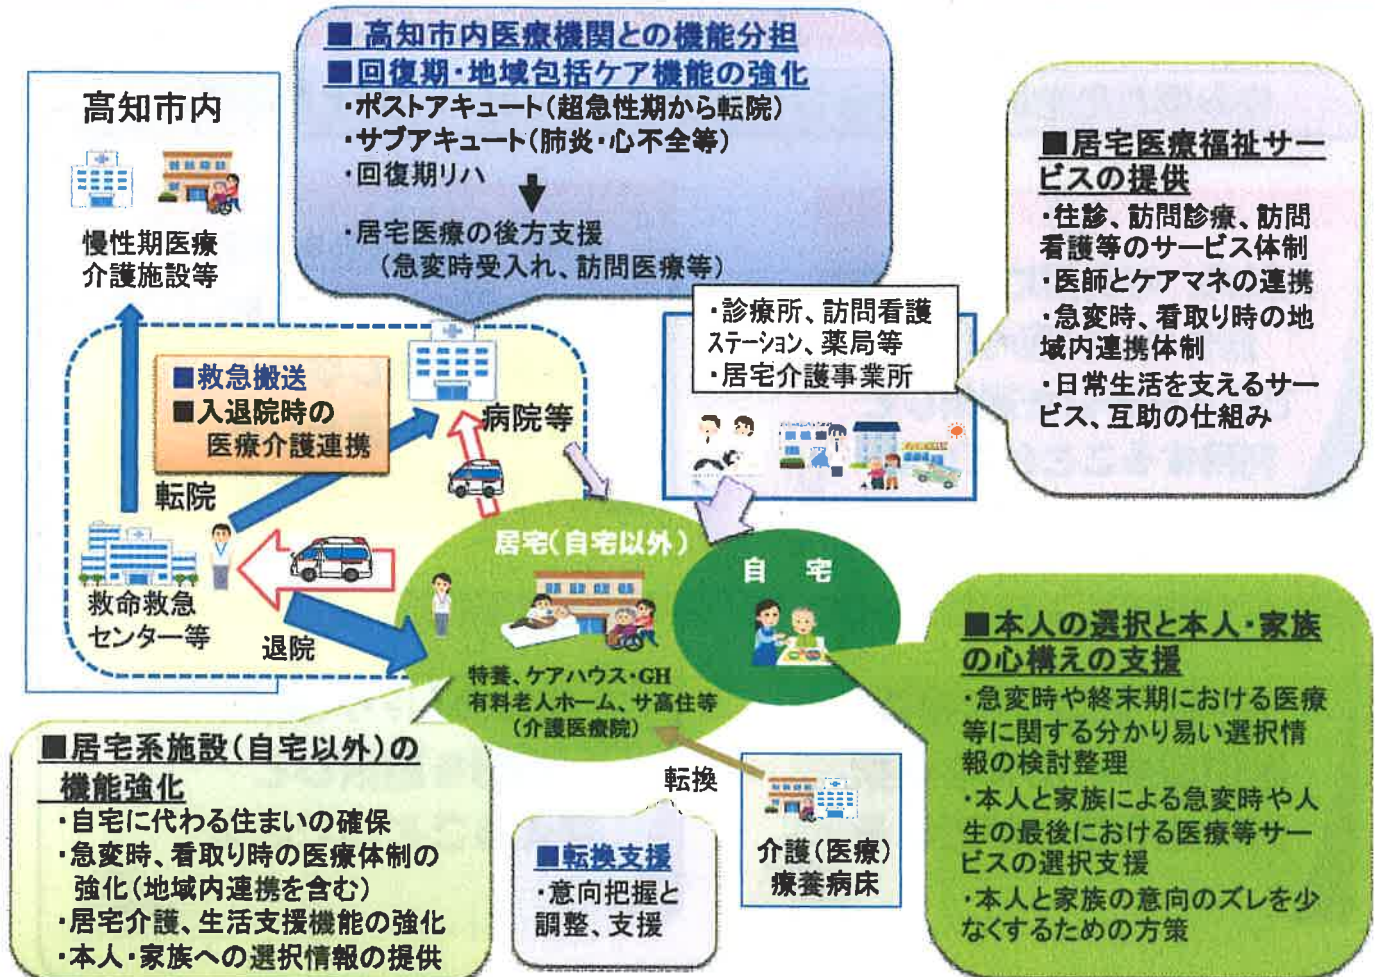 ■ 高知市内医療機関との機能分担
■回復期・地域包括ケア機能の強化
・ポストアキュート(超急性期から転院)
・サブアキュート(肺炎・心不全等)
・回復期リハ
・居宅医療の後方支援
(急変時受入れ、訪問医療等)
高知市内
慢性期医療
介護施設等
■居宅医療福祉サー
ビスの提供
・往診、訪問診療、訪問
看護等のサービス体制
・医師とケアマネの連携
・急変時、看取り時の地
域内連携体制
・日常生活を支えるサー
ビス、互助の仕組み
・診療所、訪問看護
ステーション、薬局等
・居宅介護事業所
■救急搬送
■入退院時の
医療介護連携
病院等
転院
救命救急
センター等
退院
居宅(自宅以外)
自 宅
特養、ケアハウス・GH
有料老人ホーム、サ高住等
(介護医療院)
■本人の選択と本人・家族
の心構えの支援
・急変時や終末期における医療
等に関する分かり易い選択情
報の検討整理
・本人と家族による急変時や人
生の最後における医療等サー
ビスの選択支援
・本人と家族の意向のズレを少
なくするための方策
■居宅系施設(自宅以外)の
機能強化
・自宅に代わる住まいの確保
・急変時、看取り時の医療体制の
強化(地域内連携を含む)
・居宅介護、生活支援機能の強化
・本人・家族への選択情報の提供
転換
■転換支援
・意向把握と
調整、支援
介護(医療)
療養病床